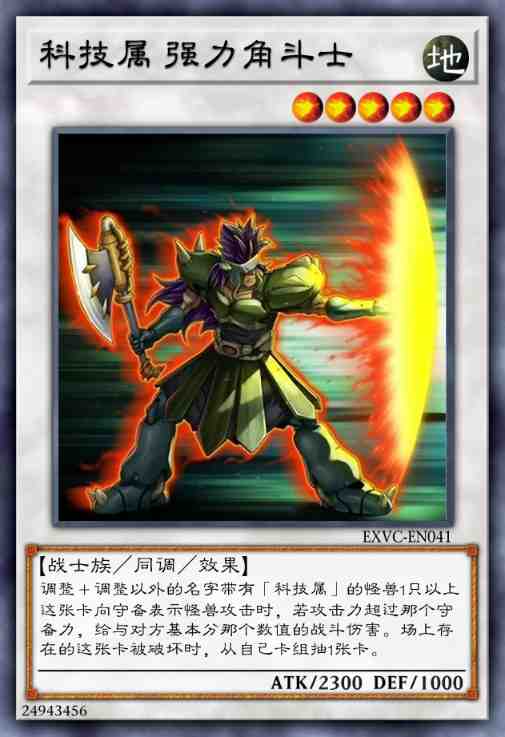 科技属 强力角斗士
地
EXVC-EN041
【战士族／同调／效果】
调整＋调整以外的名字带有「科技属」的怪兽1只以上
这张卡向守备表示怪兽攻击时，若攻击力超过那个守
备力，给与对方基本分那个数值的战斗伤害。场上存
在的这张卡被破坏时，从自己卡组抽1张卡。
ATK/2300 DEF/1000
24943456